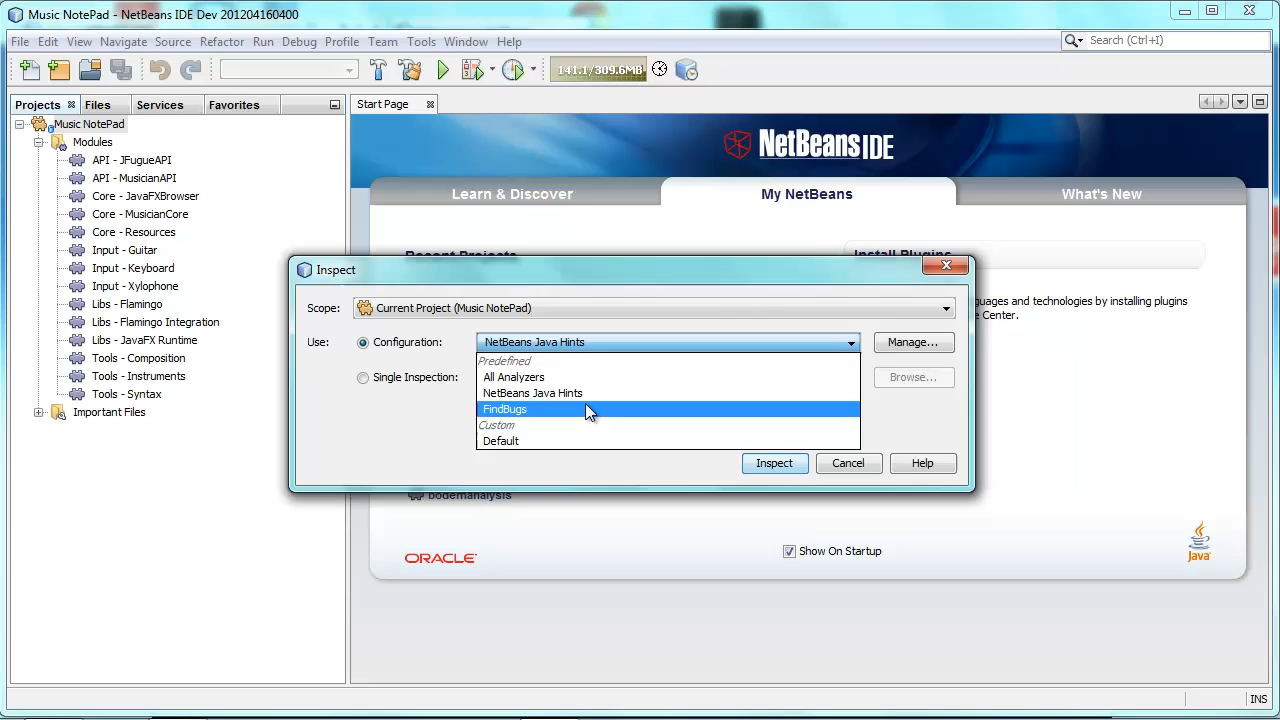 Music NotePad - NetBeans IDE Dev 201204160400
File Edit View Navigate Source Refactor Run Debug Profile Team Tools Window Help
Search (Ctrl+I)
141.1/309.6MB
Projects Files Services Favorites
Start Page
Music NotePad
Modules
API - JFugueAPI
API - MusicianAPI
Core - JavaFXBrowser
Core - MusicianCore
Core - Resources
Input - Guitar
Input - Keyboard
Input - Xylophone
Libs - Flamingo
Libs - Flamingo Integration
Libs - JavaFX Runtime
Tools - Composition
Tools - Instruments
Tools - Syntax
Important Files
NetBeans IDE
Learn & Discover My NetBeans What's New
Recent Projects Install Plugins
guages and technologies by installing plugins
e Center.
Inspect
Scope: Current Project (Music NotePad)
Use: Configuration: NetBeans Java Hints Manage...
Predefined
All Analyzers
NetBeans Java Hints
FindBugs
Custom
Default
Single Inspection: Browse...
Inspect Cancel Help
bodemanalysis
ORACLE
Show On Startup
Java
INS